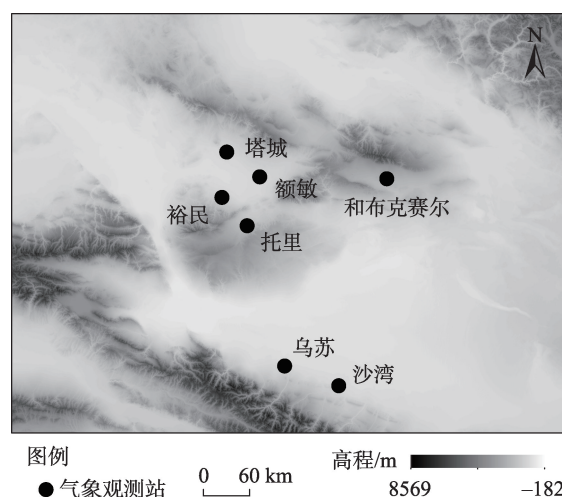 N
塔城
额敏
裕民
和布克赛尔
托里
乌苏
沙湾
图例
气象观测站
0 60 km
高程/m
8569 –182